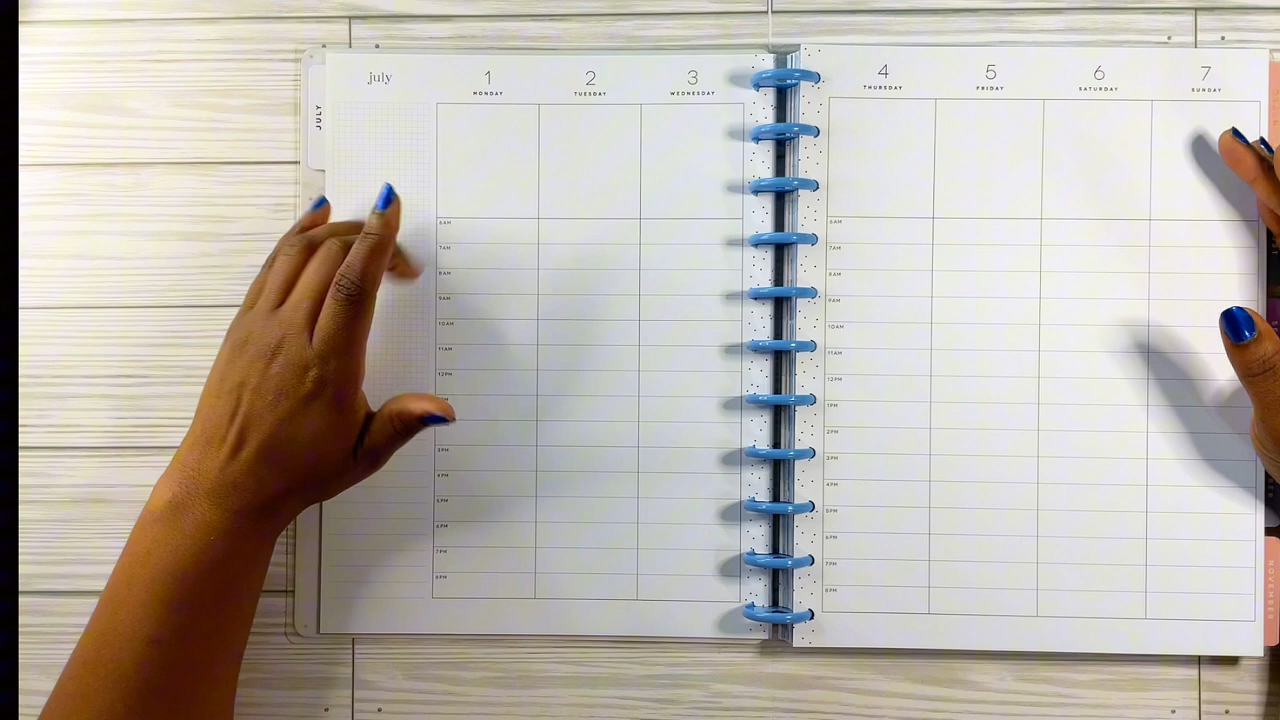 july
JULY
1 2 3
MONDAY TUESDAY WEDNESDAY
6AM
7AM
8AM
9AM
10AM
11AM
12PM
3PM
4PM
5PM
6PM
7PM
8PM
4 5 6 7
THURSDAY FRIDAY SATURDAY SUNDAY
6AM
7AM
8AM
9AM
10AM
11AM
12PM
1PM
2PM
3PM
4PM
5PM
6PM
7PM
8PM
NOVEMBER